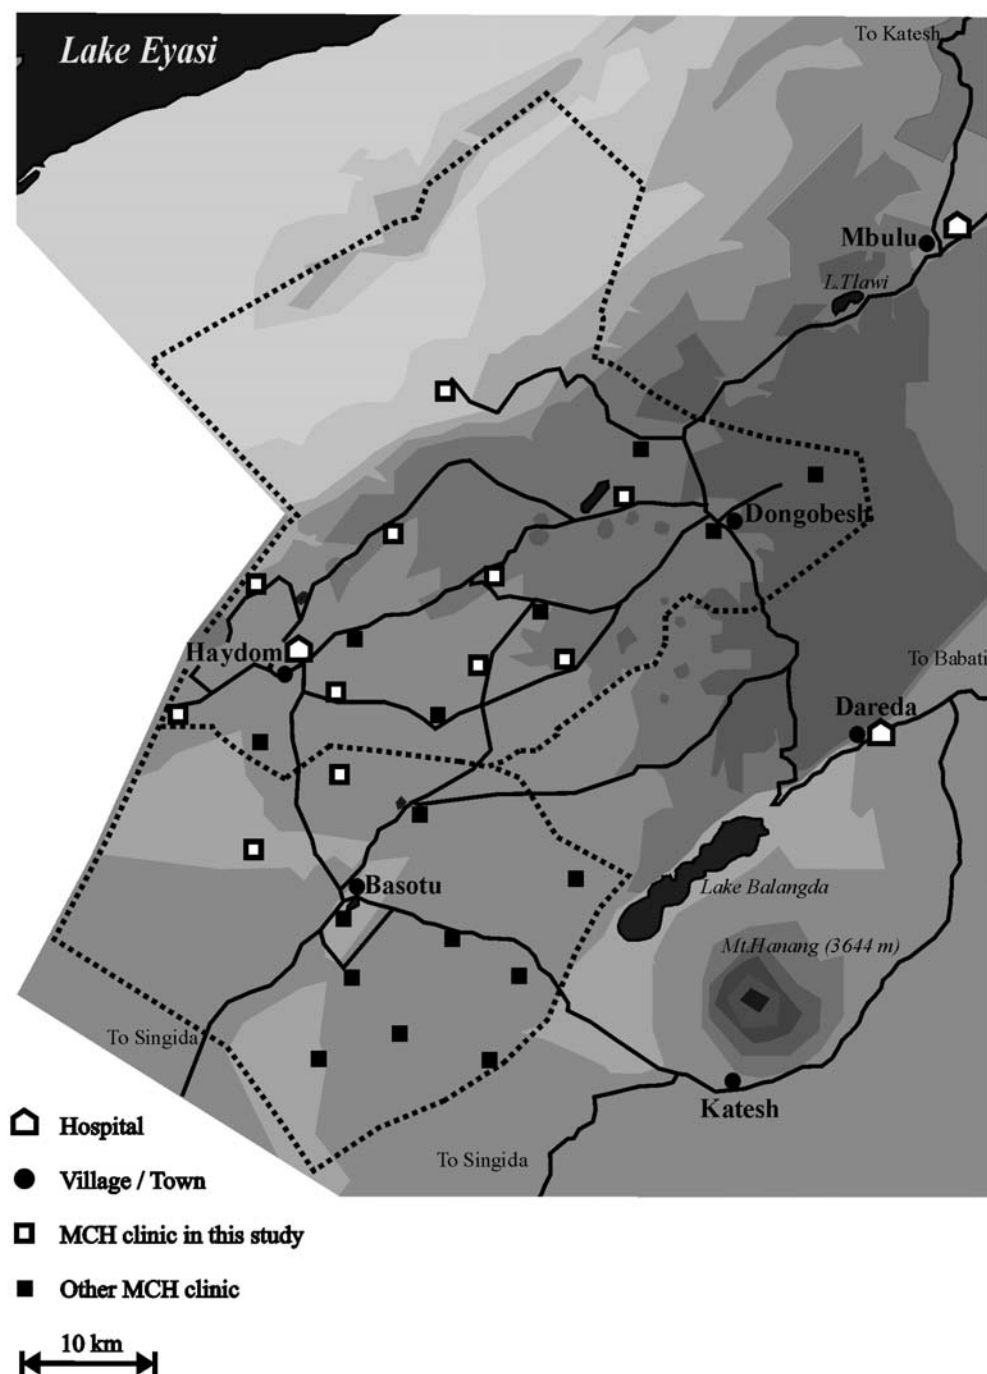 Lake Eyasi
To Katesh
Mbulu
L.Tlawi
Dongobesh
Haydom
To Babati
Dareda
Basotu
Lake Balangda
Mt.Hanang (3644 m)
To Singida
Katesh
To Singida
Hospital
Village / Town
MCH clinic in this study
Other MCH clinic
10 km